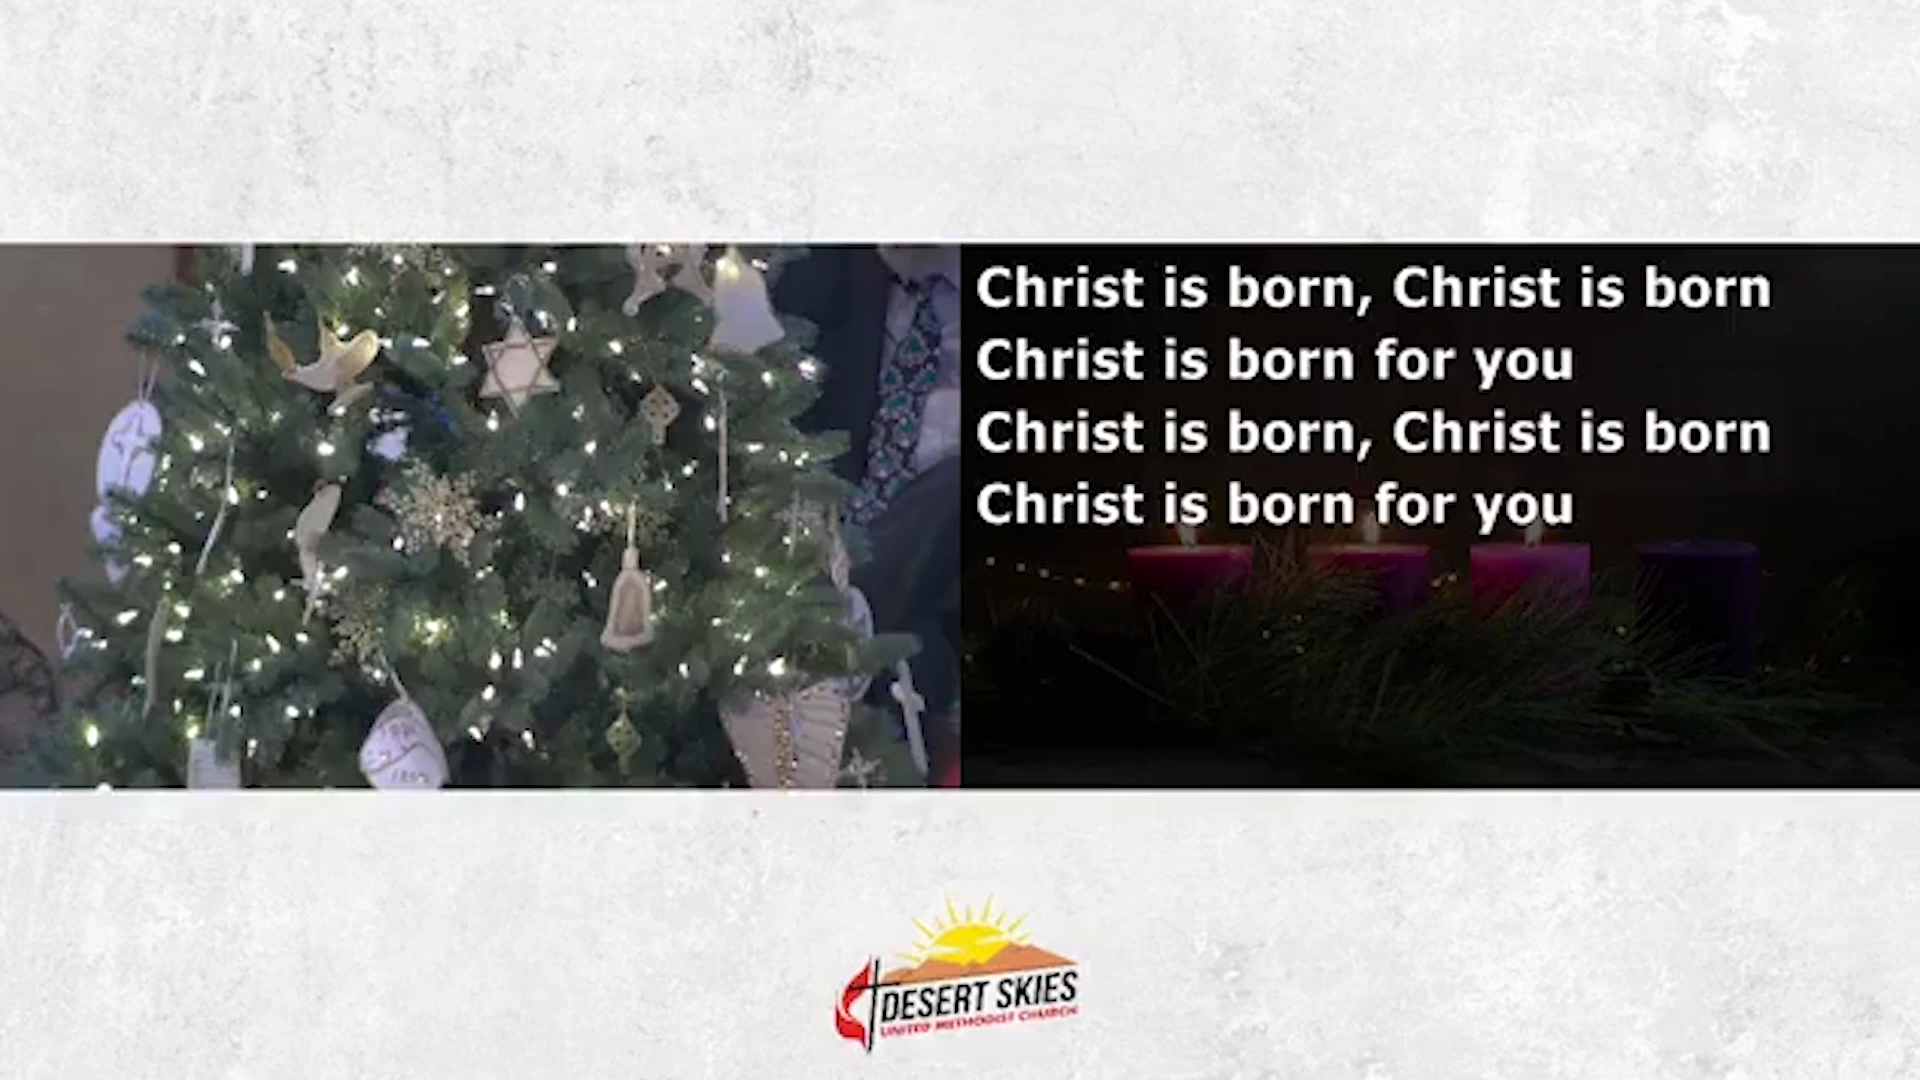 Christ is born, Christ is born
Christ is born for you
Christ is born, Christ is born
Christ is born for you
DESERT SKIES
UNITED METHODIST CHURCH